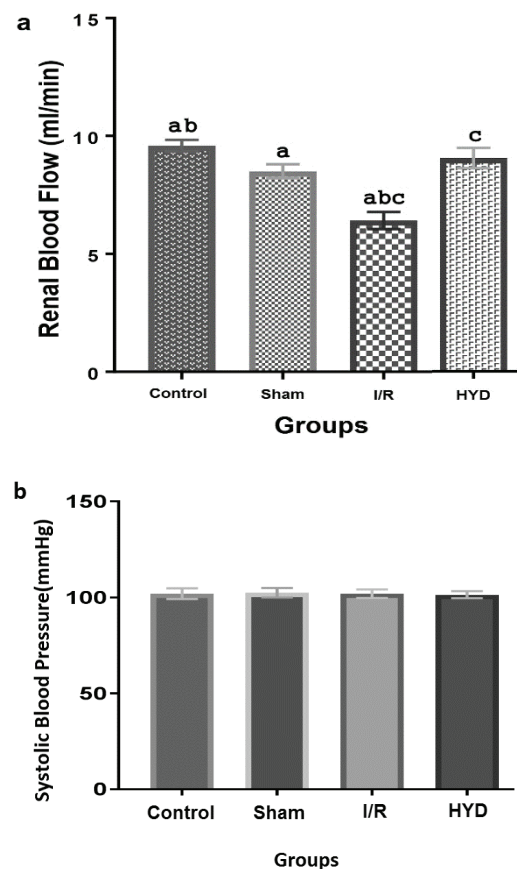 a
Renal Blood Flow (ml/min)
15
10
5
0
ab
a
abc
c
Control Sham I/R HYD
Groups
b
Systolic Blood Pressure(mmHg)
150
100
50
0
Control Sham I/R HYD
Groups